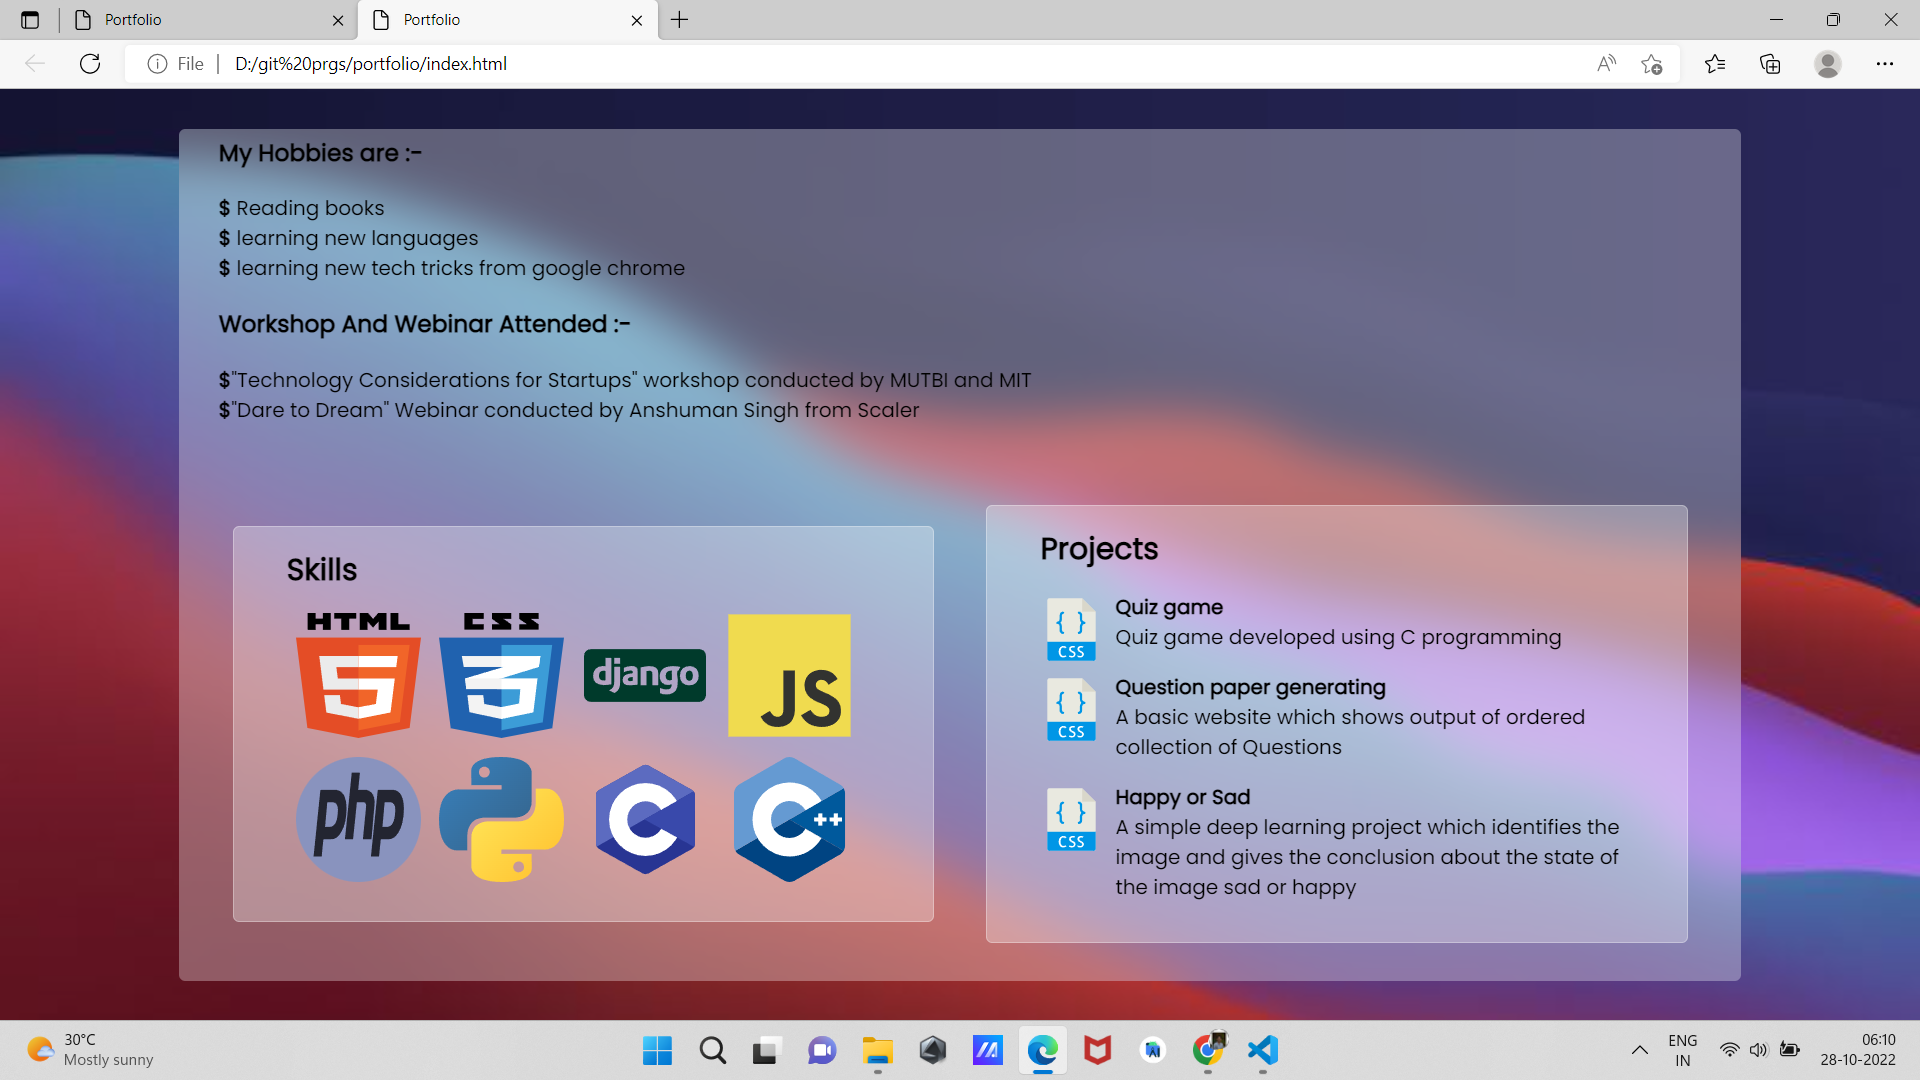 Portfolio
Portfolio
File
D:/git%20prgs/portfolio/index.html
My Hobbies are :-
$ Reading books
$ learning new languages
$ learning new tech tricks from google chrome
Workshop And Webinar Attended :-
$"Technology Considerations for Startups" workshop conducted by MUTBI and MIT
$"Dare to Dream" Webinar conducted by Anshuman Singh from Scaler
Skills
HTML
CSS
django
JS
php
C
C++
Projects
{ }
CSS
Quiz game
Quiz game developed using C programming
{ }
CSS
Question paper generating
A basic website which shows output of ordered
collection of Questions
{ }
CSS
Happy or Sad
A simple deep learning project which identifies the
image and gives the conclusion about the state of
the image sad or happy
30°C
Mostly sunny
ENG
IN
06:10
28-10-2022